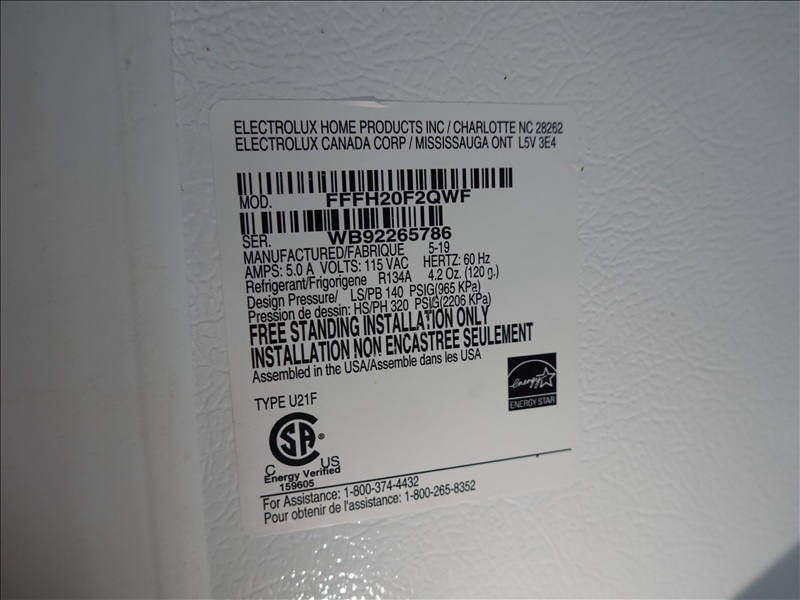 ELECTROLUX HOME PRODUCTS INC / CHARLOTTE NC 28262
ELECTROLUX CANADA CORP / MISSISSAUGA ONT L5V 3E4
MOD. FFFH20F2QWF
SER. WB92265786
MANUFACTURED/FABRIQUE 5-19
AMPS: 5.0 A VOLTS: 115 VAC HERTZ: 60 Hz
Refrigerant/Frigorigene R134A 4.2 Oz. (120 g.)
Design Pressure/ LS/PB 140 PSIG(965 KPa)
Pression de dessin: HS/PH 320 PSIG(2206 KPa)
FREE STANDING INSTALLATION ONLY
INSTALLATION NON ENCASTREE SEULEMENT
Assembled in the USA/Assemble dans les USA
energy
ENERGY STAR
TYPE U21F
SA ®
C US
Energy Verified
159605
For Assistance: 1-800-374-4432
Pour obtenir de l'assistance: 1-800-265-8352